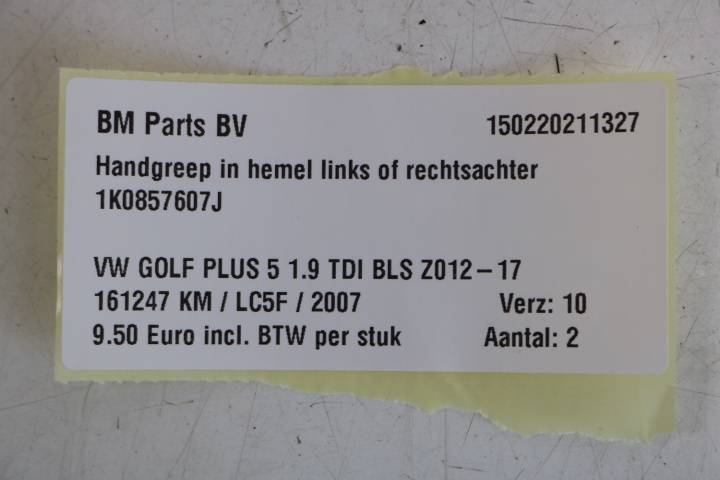 BM Parts BV 150220211327
Handgreep in hemel links of rechtsachter
1K0857607J
VW GOLF PLUS 5 1.9 TDI BLS Z012-17
161247 KM / LC5F / 2007 Verz: 10
9.50 Euro incl. BTW per stuk Aantal: 2